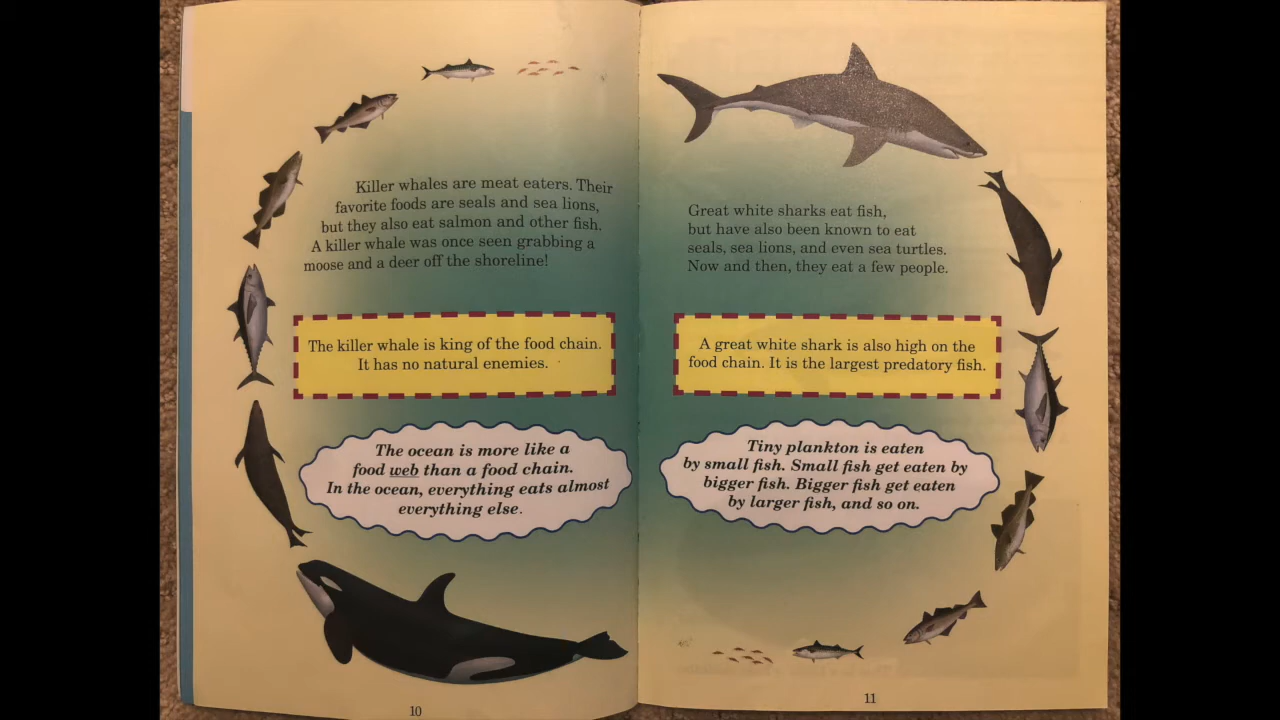 Killer whales are meat eaters. Their
favorite foods are seals and sea lions,
but they also eat salmon and other fish.
A killer whale was once seen grabbing a
moose and a deer off the shoreline!
The killer whale is king of the food chain.
It has no natural enemies.
The ocean is more like a
food web than a food chain.
In the ocean, everything eats almost
everything else.
10
Great white sharks eat fish,
but have also been known to eat
seals, sea lions, and even sea turtles.
Now and then, they eat a few people.
A great white shark is also high on the
food chain. It is the largest predatory fish.
Tiny plankton is eaten
by small fish. Small fish get eaten by
bigger fish. Bigger fish get eaten
by larger fish, and so on.
11